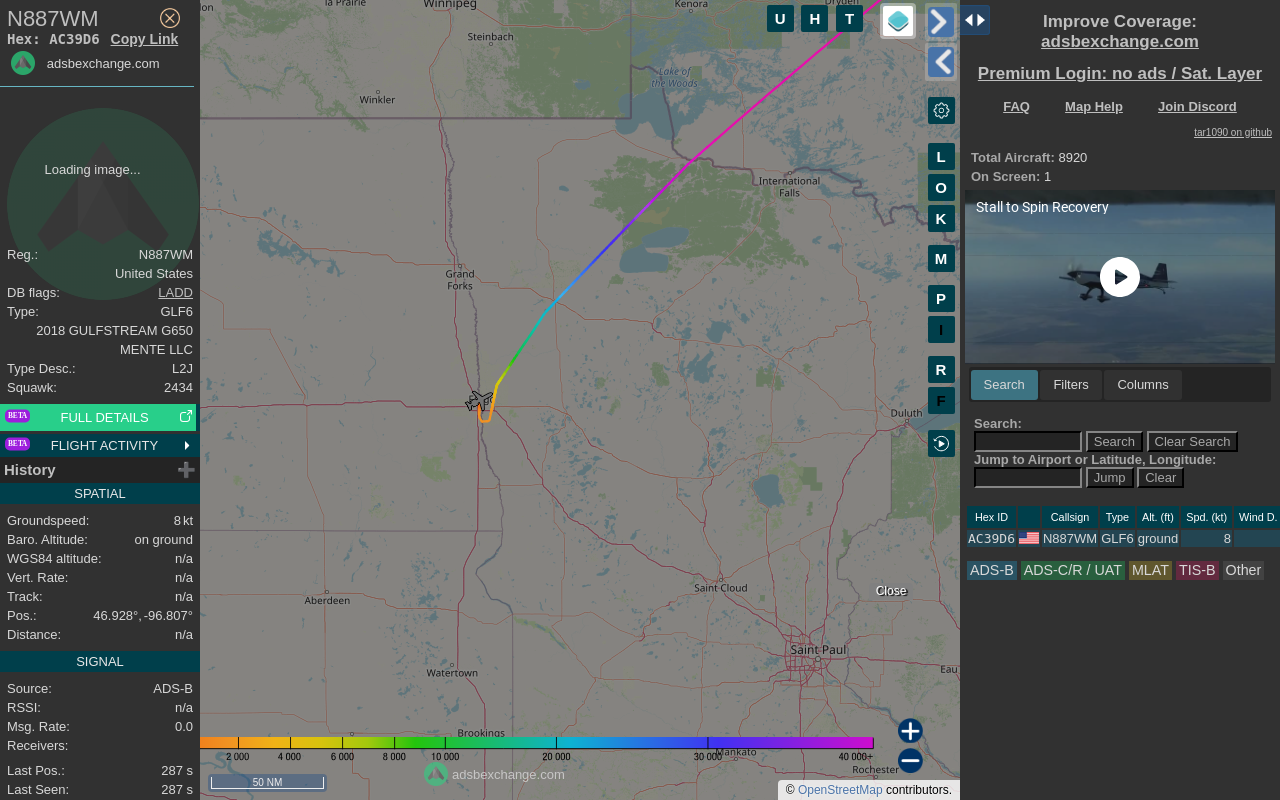 N887WM
Hex: AC39D6 Copy Link
adsbexchange.com
Loading image...
Reg.: N887WM
United States
DB flags: LADD
Type: GLF6
2018 GULFSTREAM G650
MENTE LLC
Type Desc.: L2J
Squawk: 2434
BETA FULL DETAILS
BETA FLIGHT ACTIVITY
History
SPATIAL
Groundspeed: 8 kt
Baro. Altitude: on ground
WGS84 altitude: n/a
Vert. Rate: n/a
Track: n/a
Pos.: 46.928°, -96.807°
Distance: n/a
SIGNAL
Source: ADS-B
RSSI: n/a
Msg. Rate: 0.0
Receivers:
Last Pos.: 287 s
Last Seen: 287 s
la Prairie
Winnipeg
Kenora
Dryden
Steinbach
Lake of
the Woods
Winkler
International
Falls
Grand
Forks
Duluth
Aberdeen
Saint Cloud
Saint Paul
Watertown
Eau
Brookings
Mankato
Rochester
U H T
L
O
K
M
P
I
R
F
Close
2 000 4 000 6 000 8 000 10 000 20 000 30 000 40 000+
50 NM
adsbexchange.com
© OpenStreetMap contributors.
Improve Coverage:
adsbexchange.com
Premium Login: no ads / Sat. Layer
FAQ Map Help Join Discord
tar1090 on github
Total Aircraft: 8920
On Screen: 1
Stall to Spin Recovery
Search Filters Columns
Search:
Search Clear Search
Jump to Airport or Latitude, Longitude:
Jump Clear
Hex ID Callsign Type Alt. (ft) Spd. (kt) Wind D.
AC39D6 N887WM GLF6 ground 8
ADS-B ADS-C/R / UAT MLAT TIS-B Other